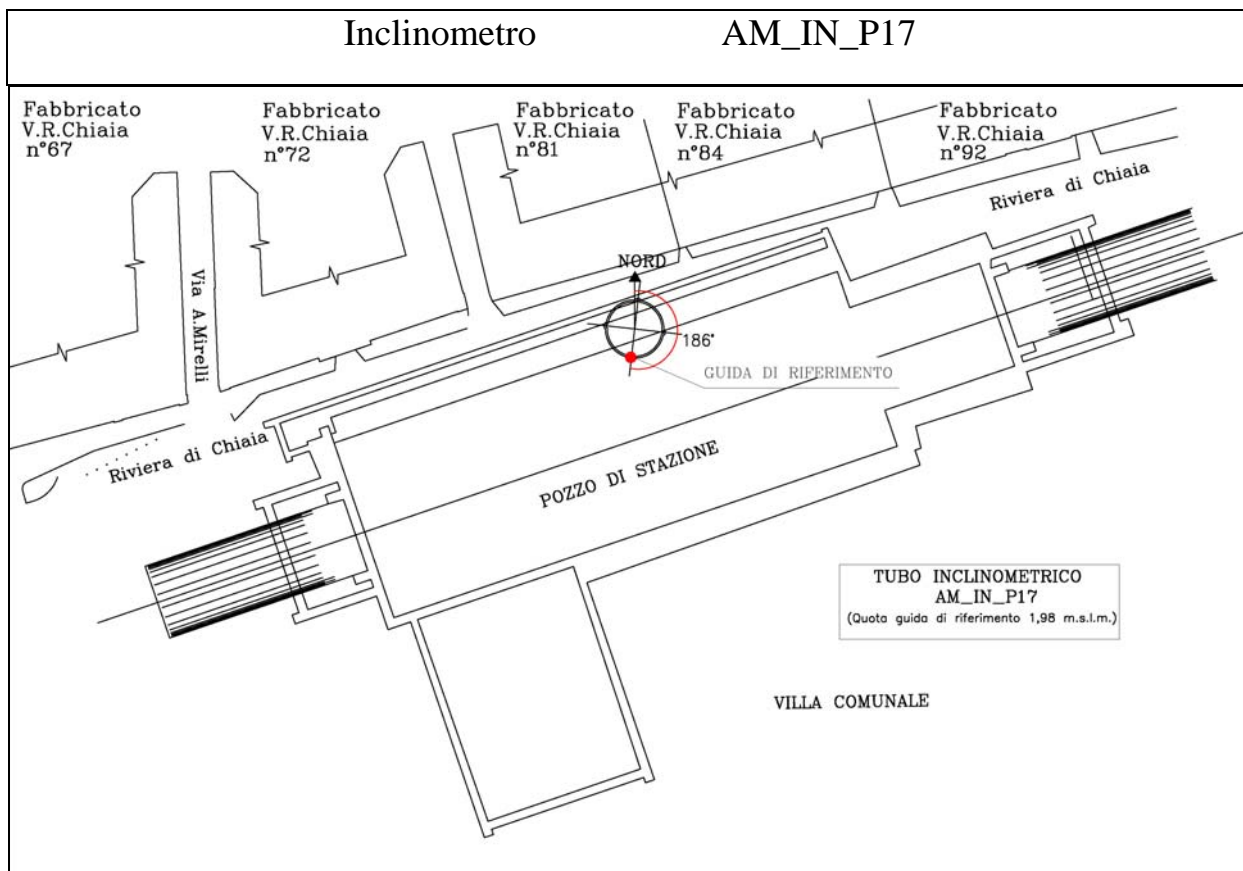 Inclinometro AM_IN_P17
Fabbricato
V.R.Chiaia
n°67
Fabbricato
V.R.Chiaia
n°72
Fabbricato
V.R.Chiaia
n°81
Fabbricato
V.R.Chiaia
n°84
Fabbricato
V.R.Chiaia
n°92
Riviera di Chiaia
NORD
Via A.Mirelli
186°
GUIDA DI RIFERIMENTO
Riviera di Chiaia
POZZO DI STAZIONE
TUBO INCLINOMETRICO
AM_IN_P17
(Quota guida di riferimento 1,98 m.s.l.m.)
VILLA COMUNALE